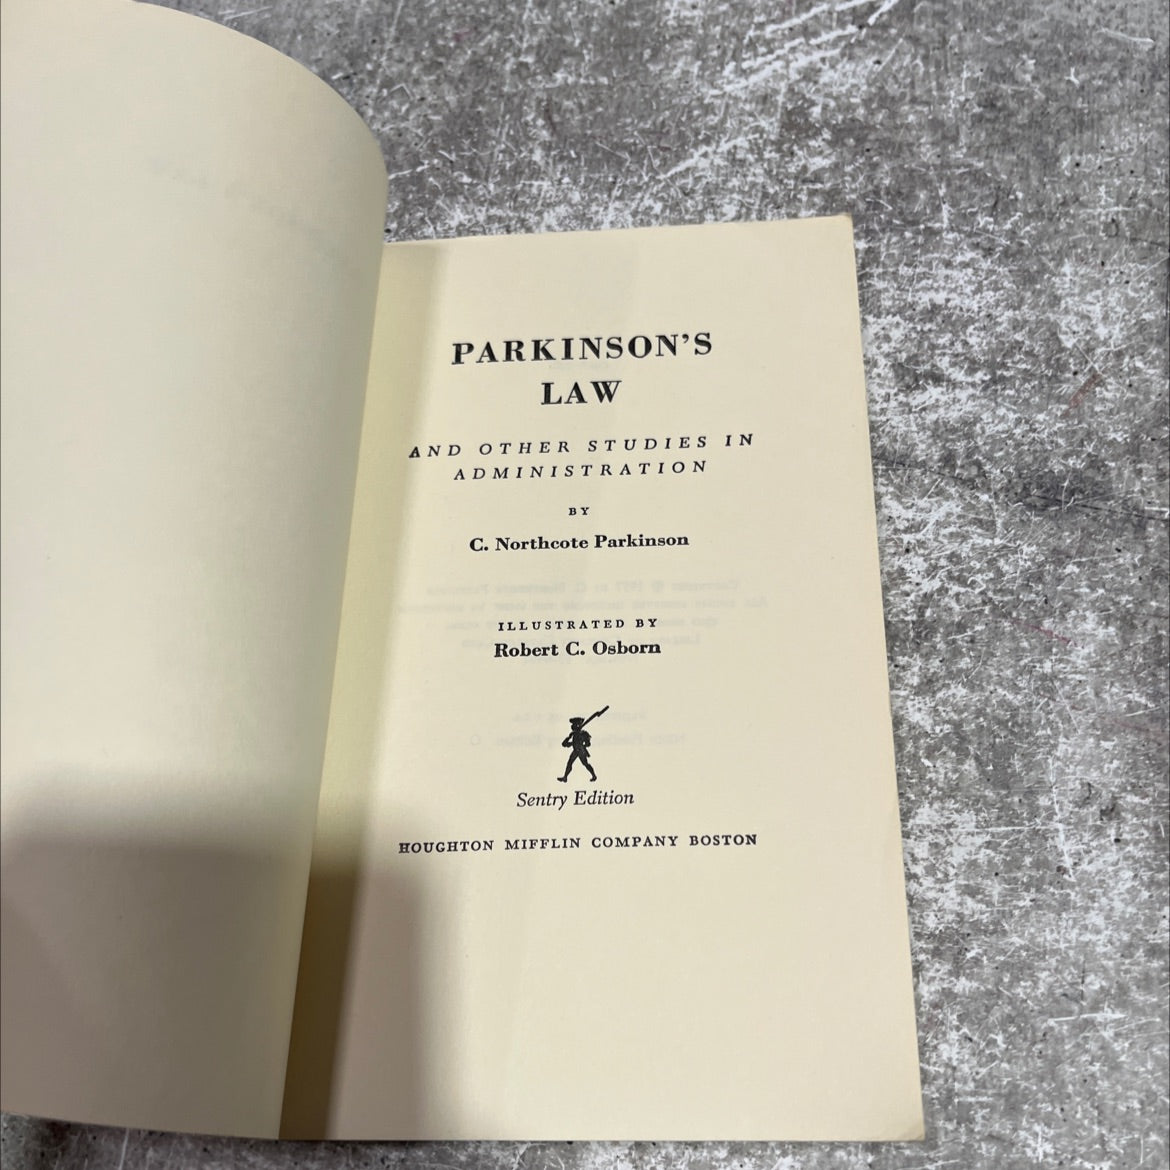 PARKINSON'S
LAW
AND OTHER STUDIES IN
ADMINISTRATION
BY
C. Northcote Parkinson
ILLUSTRATED BY
Robert C. Osborn
Sentry Edition
HOUGHTON MIFFLIN COMPANY BOSTON